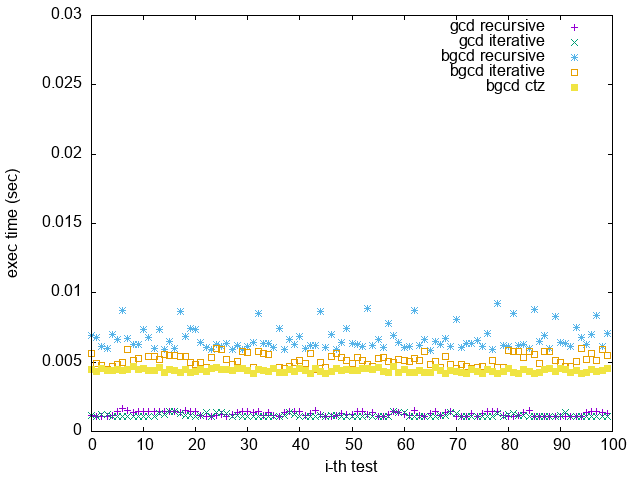 0.03
0.025
0.02
0.015
0.01
0.005
0
exec time (sec)
gcd recursive
gcd iterative
bgcd recursive
bgcd iterative
bgcd ctz
0 10 20 30 40 50 60 70 80 90 100
i-th test